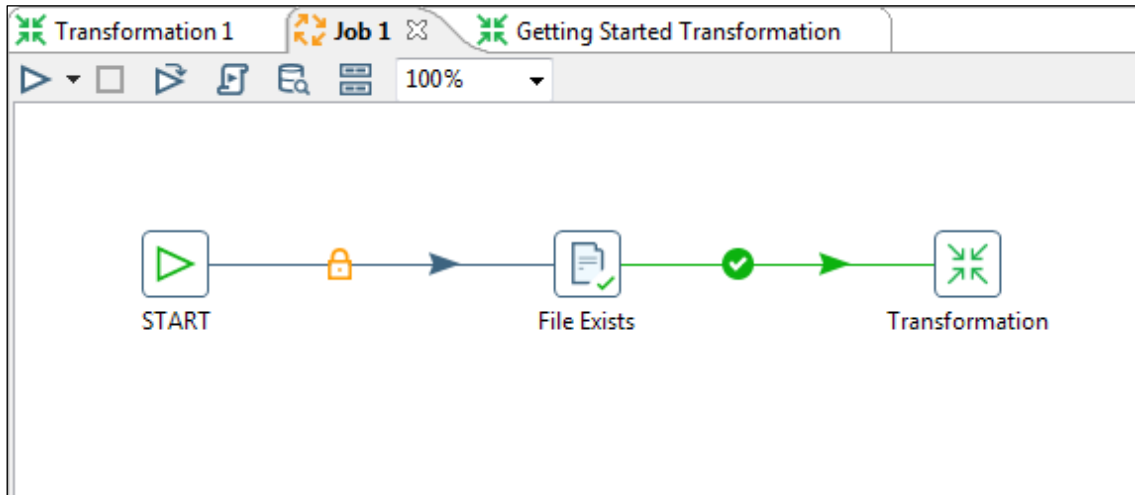 Transformation 1
Job 1
Getting Started Transformation
100%
START
File Exists
Transformation